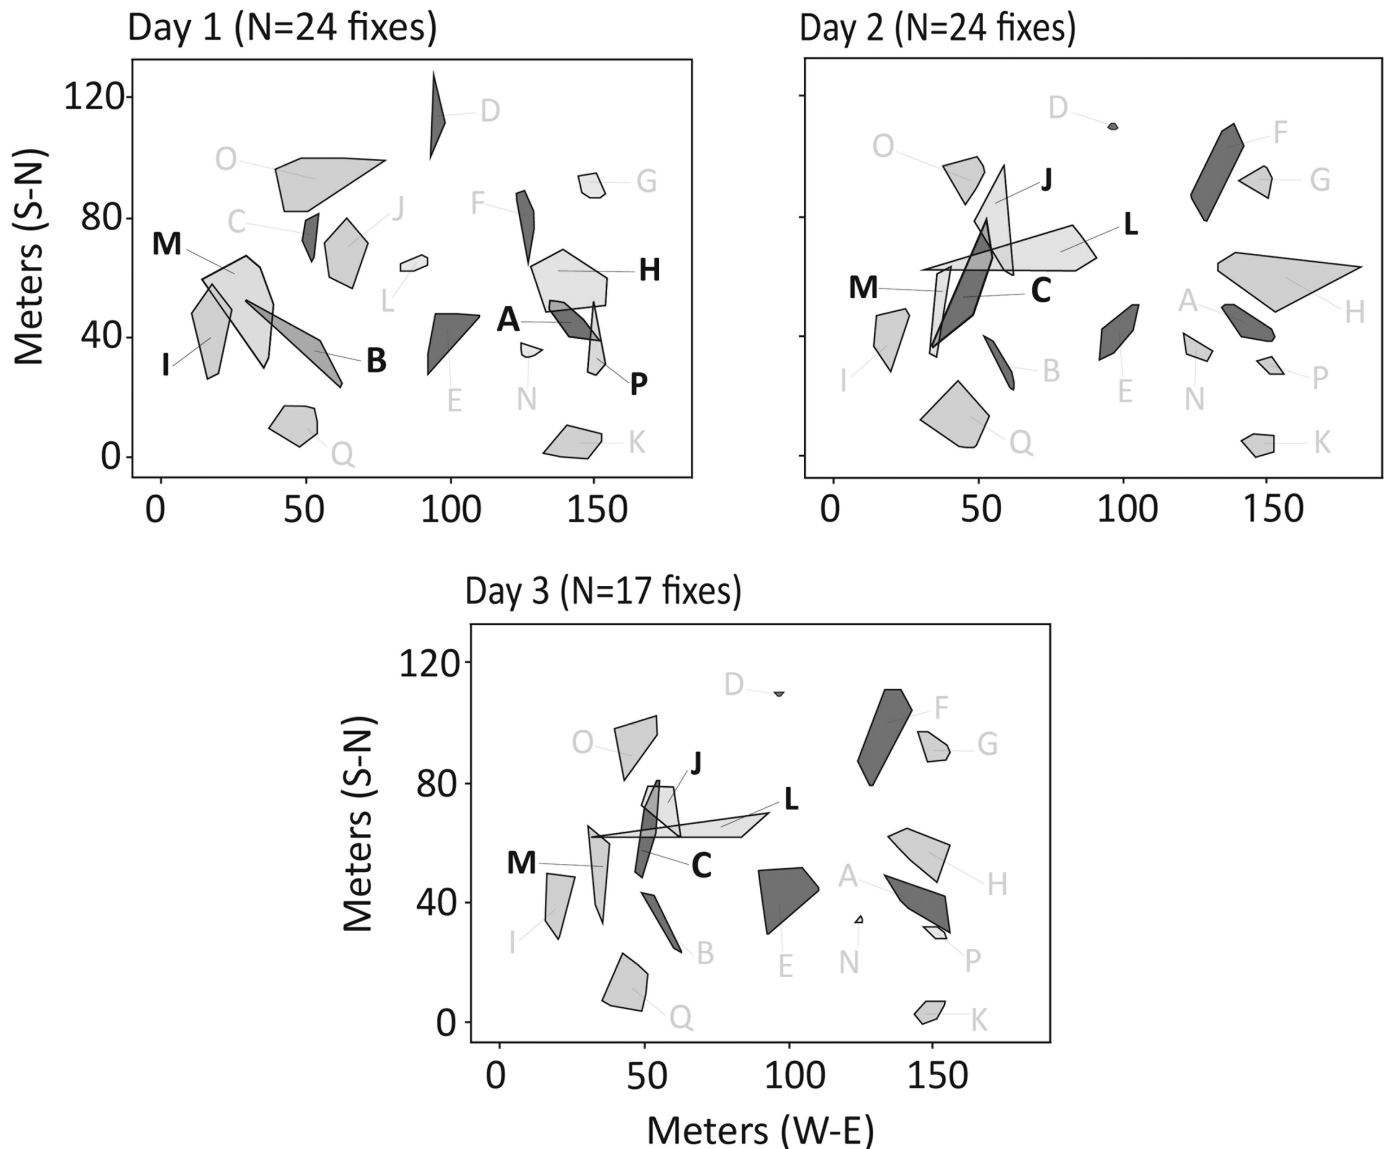 Day 1 (N=24 fixes)
Day 2 (N=24 fixes)
Meters (S-N)
120
80
40
0
0 50 100 150
O
D
G
C
J
F
M
L
H
A
I
B
E
N
P
Q
K
0 50 100 150
D
O
F
J
G
L
M
C
A
H
I
B
E
N
P
Q
K
Day 3 (N=17 fixes)
Meters (S-N)
120
80
40
0
D
F
O
J
G
L
M
C
A
H
I
B
E
N
P
Q
K
0 50 100 150
Meters (W-E)